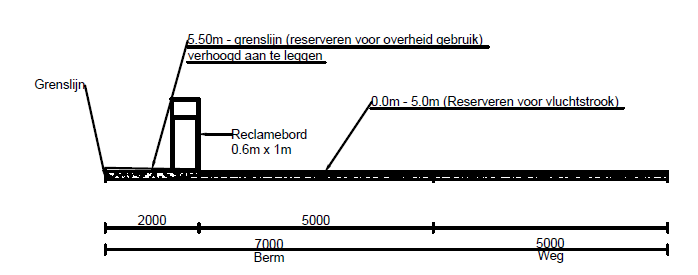 5.50m - grenslijn (reserveren voor overheid gebruik)
verhoogd aan te leggen
Grenslijn
0.0m - 5.0m (Reserveren voor vluchtstrook)
Reclamebord
0.6m x 1m
2000
5000
7000
5000
Berm
Weg